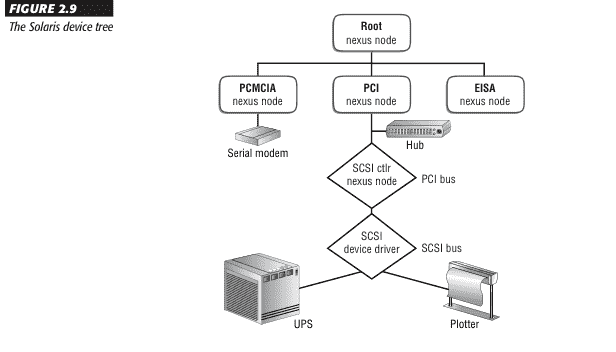 FIGURE 2.9
The Solaris device tree
Root
nexus node
PCMCIA
nexus node
PCI
nexus node
EISA
nexus node
Serial modem
Hub
SCSI ctlr
nexus node
PCI bus
SCSI
device driver
SCSI bus
UPS
Plotter